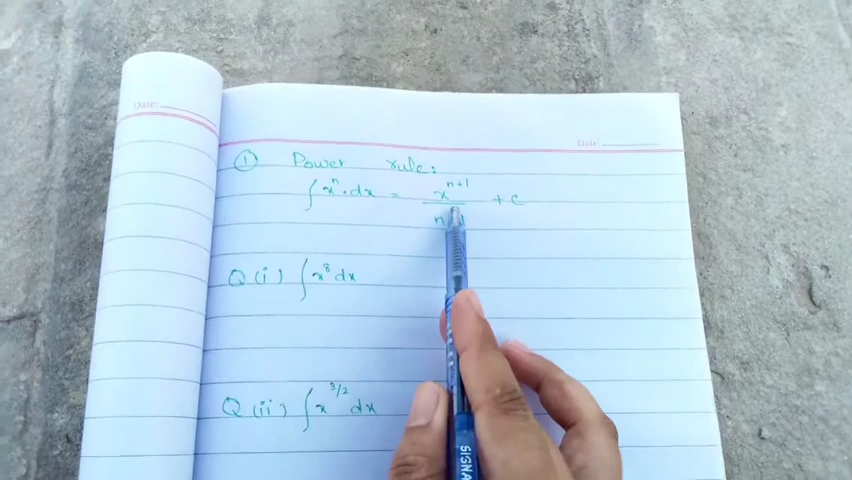 Date.
Date.
① Power rule:
∫ xⁿ · dx = xⁿ⁺¹ / n 1 + c
Q (i) ∫ x⁸ dx
Q (ii) ∫ x^3/2 dx
SIGNA